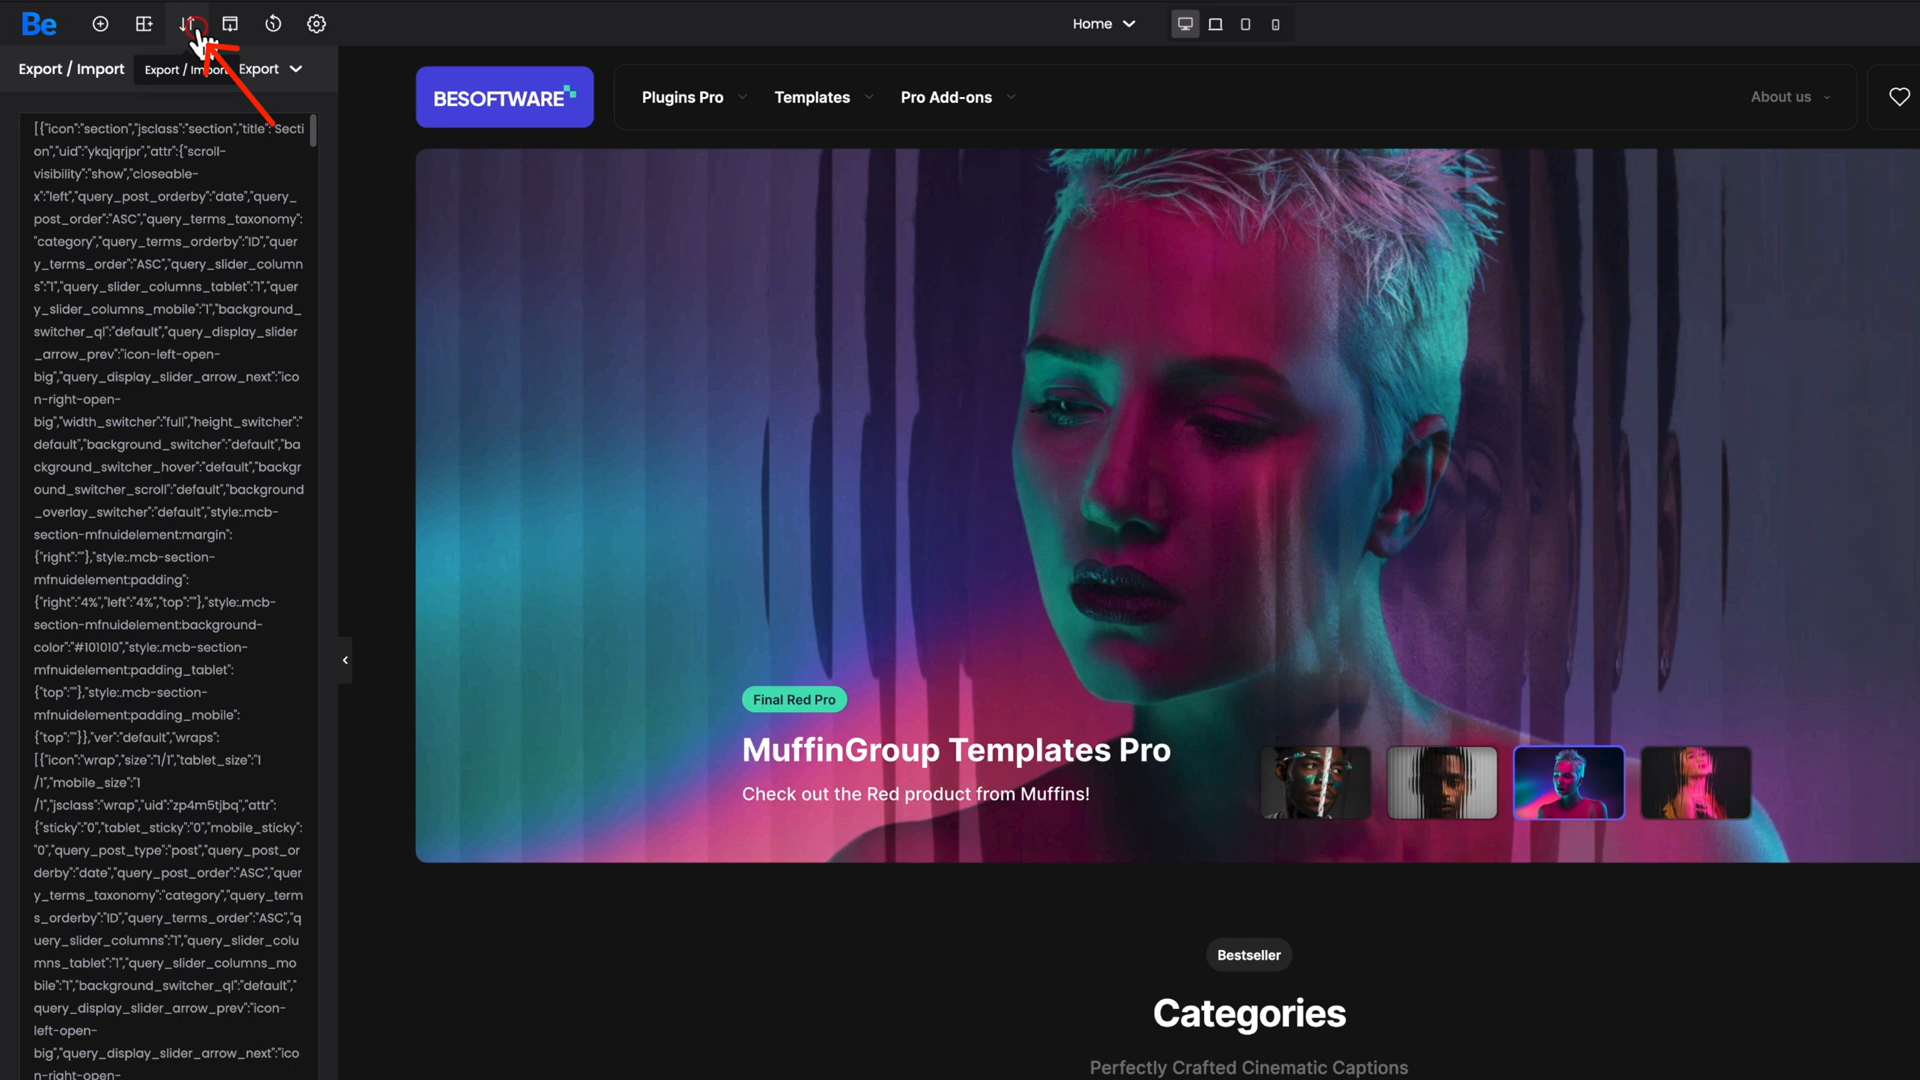 Be
Home
Export / Import
Export / Import
Export
[{"icon":"section","jsclass":"section","title":"Secti
on","uid":"ykqjqrjpr","attr":{"scroll-
visibility":"show","closeable-
x":"left","query_post_orderby":"date","query_
post_order":"ASC","query_terms_taxonomy":
"category","query_terms_orderby":"ID","quer
y_terms_order":"ASC","query_slider_column
s":"1","query_slider_columns_tablet":"1","quer
y_slider_columns_mobile":"1","background_
switcher_ql":"default","query_display_slider
_arrow_prev":"icon-left-open-
big","query_display_slider_arrow_next":"ico
n-right-open-
big","width_switcher":"full","height_switcher":"
default","background_switcher":"default","ba
ckground_switcher_hover":"default","backgr
ound_switcher_scroll":"default","background
_overlay_switcher":"default","style:.mcb-
section-mfnuidelement:margin":
{"right":""},"style:.mcb-section-
mfnuidelement:padding":
{"right":"4%","left":"4%","top":""},"style:.mcb-
section-mfnuidelement:background-
color":"#101010","style:.mcb-section-
mfnuidelement:padding_tablet":
{"top":""},"style:.mcb-section-
mfnuidelement:padding_mobile":
{"top":""}},"ver":"default","wraps":
[{"icon":"wrap","size":"1/1","tablet_size":"1
/1","mobile_size":"1
/1","jsclass":"wrap","uid":"zp4m5tjbq","attr":
{"sticky":"0","tablet_sticky":"0","mobile_sticky":
"0","query_post_type":"post","query_post_or
derby":"date","query_post_order":"ASC","quer
y_terms_taxonomy":"category","query_term
s_orderby":"ID","query_terms_order":"ASC","q
uery_slider_columns":"1","query_slider_colu
mns_tablet":"1","query_slider_columns_mo
bile":"1","background_switcher_ql":"default","
query_display_slider_arrow_prev":"icon-
left-open-
big","query_display_slider_arrow_next":"ico
n-right-open-
BESOFTWARE
Plugins Pro
Templates
Pro Add-ons
About us
Final Red Pro
MuffinGroup Templates Pro
Check out the Red product from Muffins!
Bestseller
Categories
Perfectly Crafted Cinematic Captions